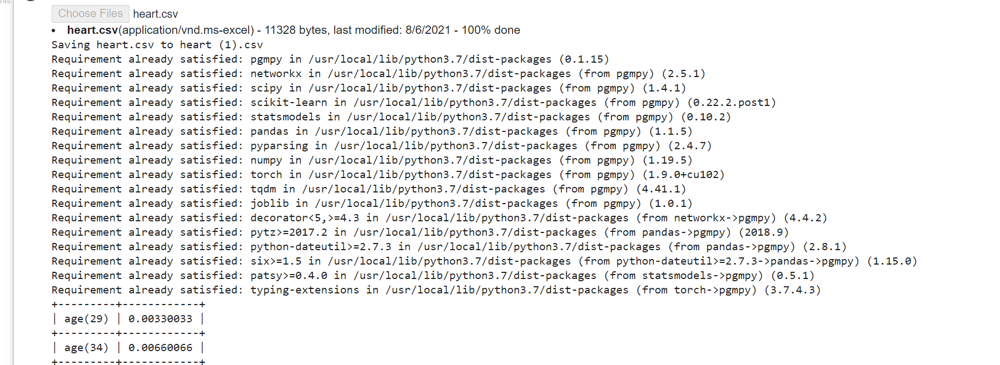 14s
Choose Files heart.csv
• heart.csv(application/vnd.ms-excel) - 11328 bytes, last modified: 8/6/2021 - 100% done
Saving heart.csv to heart (1).csv
Requirement already satisfied: pgmpy in /usr/local/lib/python3.7/dist-packages (0.1.15)
Requirement already satisfied: networkx in /usr/local/lib/python3.7/dist-packages (from pgmpy) (2.5.1)
Requirement already satisfied: scipy in /usr/local/lib/python3.7/dist-packages (from pgmpy) (1.4.1)
Requirement already satisfied: scikit-learn in /usr/local/lib/python3.7/dist-packages (from pgmpy) (0.22.2.post1)
Requirement already satisfied: statsmodels in /usr/local/lib/python3.7/dist-packages (from pgmpy) (0.10.2)
Requirement already satisfied: pandas in /usr/local/lib/python3.7/dist-packages (from pgmpy) (1.1.5)
Requirement already satisfied: pyparsing in /usr/local/lib/python3.7/dist-packages (from pgmpy) (2.4.7)
Requirement already satisfied: numpy in /usr/local/lib/python3.7/dist-packages (from pgmpy) (1.19.5)
Requirement already satisfied: torch in /usr/local/lib/python3.7/dist-packages (from pgmpy) (1.9.0+cu102)
Requirement already satisfied: tqdm in /usr/local/lib/python3.7/dist-packages (from pgmpy) (4.41.1)
Requirement already satisfied: joblib in /usr/local/lib/python3.7/dist-packages (from pgmpy) (1.0.1)
Requirement already satisfied: decorator<5,>=4.3 in /usr/local/lib/python3.7/dist-packages (from networkx->pgmpy) (4.4.2)
Requirement already satisfied: pytz>=2017.2 in /usr/local/lib/python3.7/dist-packages (from pandas->pgmpy) (2018.9)
Requirement already satisfied: python-dateutil>=2.7.3 in /usr/local/lib/python3.7/dist-packages (from pandas->pgmpy) (2.8.1)
Requirement already satisfied: six>=1.5 in /usr/local/lib/python3.7/dist-packages (from python-dateutil>=2.7.3->pandas->pgmpy) (1.15.0)
Requirement already satisfied: patsy>=0.4.0 in /usr/local/lib/python3.7/dist-packages (from statsmodels->pgmpy) (0.5.1)
Requirement already satisfied: typing-extensions in /usr/local/lib/python3.7/dist-packages (from torch->pgmpy) (3.7.4.3)
+---------+------------+
| age(29) | 0.00330033 |
+---------+------------+
| age(34) | 0.00660066 |
+---------+------------+